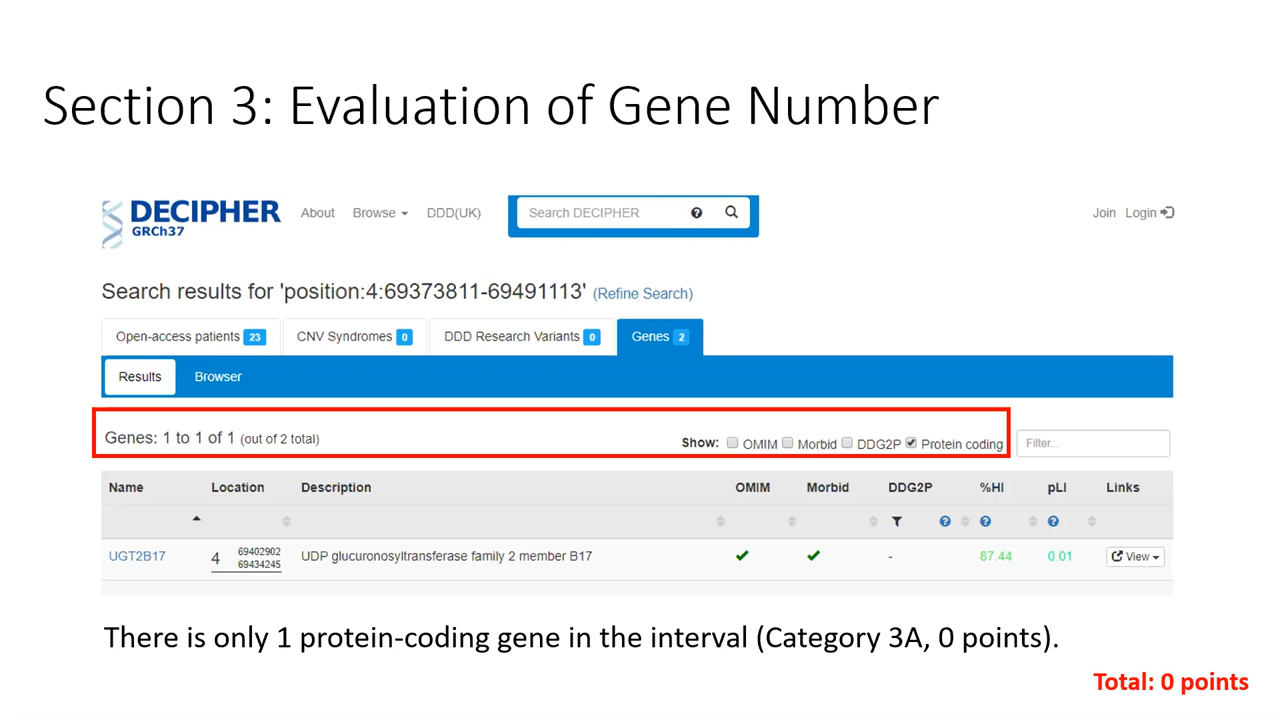 Section 3: Evaluation of Gene Number
DECIPHER
GRCh37
About Browse DDD(UK) Search DECIPHER Join Login
Search results for 'position:4:69373811-69491113' (Refine Search)
Open-access patients 23 CNV Syndromes 0 DDD Research Variants 0 Genes 2
Results Browser
Genes: 1 to 1 of 1 (out of 2 total) Show: OMIM Morbid DDG2P Protein coding Filter...
Name Location Description OMIM Morbid DDG2P %HI pLI Links
UGT2B17 4 69402902 69434245 UDP glucuronosyltransferase family 2 member B17 - 87.44 0.01 View
There is only 1 protein-coding gene in the interval (Category 3A, 0 points).
Total: 0 points